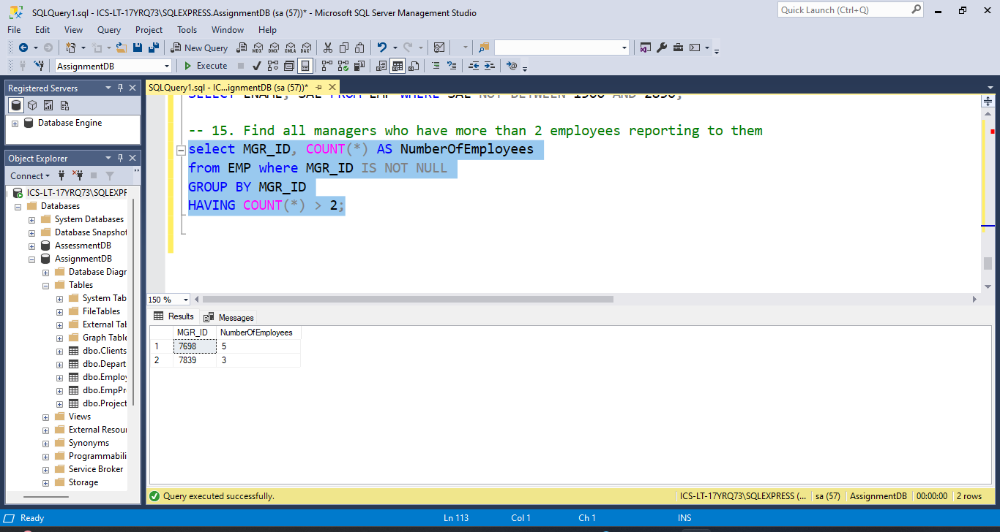 SQLQuery1.sql - ICS-LT-17YRQ73\SQLEXPRESS.AssignmentDB (sa (57))* - Microsoft SQL Server Management Studio
Quick Launch (Ctrl+Q)
File Edit View Query Project Tools Window Help
New Query MDX DMX XMLA DAX
AssignmentDB Execute
Registered Servers
Database Engine
Object Explorer
Connect
ICS-LT-17YRQ73\SQLEXPF
Databases
System Databases
Database Snapshot
AssessmentDB
AssignmentDB
Database Diagr
Tables
System Tab
FileTables
External Tal
Graph Table
dbo.Clients
dbo.Depart
dbo.Employ
dbo.EmpPr
dbo.Project
Views
External Resour
Synonyms
Programmabili
Service Broker
Storage
SQLQuery1.sql - IC...ignmentDB (sa (57))*
SELECT ENAME, SAL FROM EMP WHERE SAL NOT BETWEEN 1500 AND 2850;
-- 15. Find all managers who have more than 2 employees reporting to them
select MGR_ID, COUNT(*) AS NumberOfEmployees
from EMP where MGR_ID IS NOT NULL
GROUP BY MGR_ID
HAVING COUNT(*) > 2;
150 %
Results Messages
MGR_ID NumberOfEmployees
1 7698 5
2 7839 3
Query executed successfully.
ICS-LT-17YRQ73\SQLEXPRESS (... sa (57) AssignmentDB 00:00:00 2 rows
Ready Ln 113 Col 1 Ch 1 INS